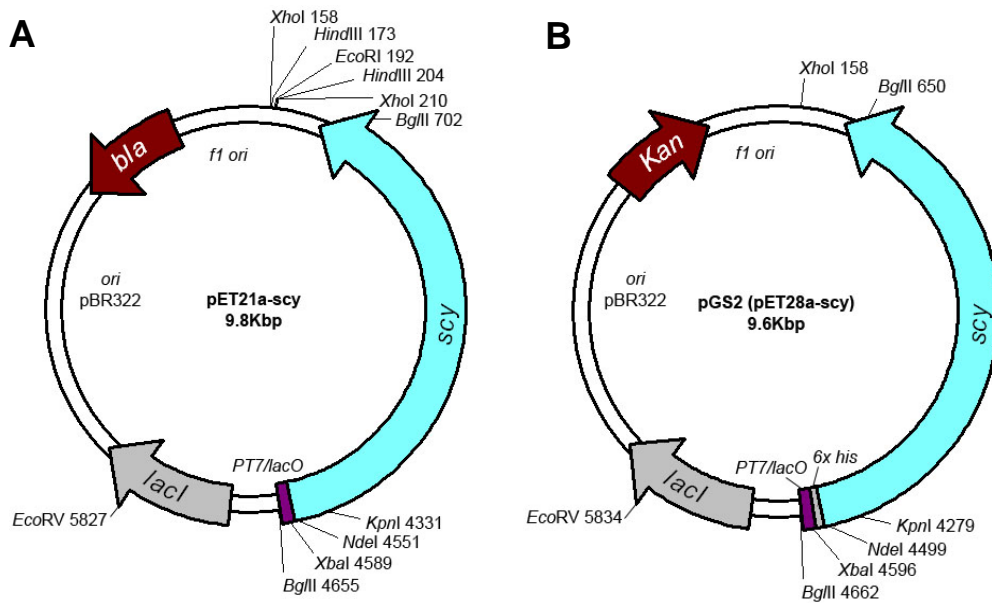 A
XhoI 158
HindIII 173
EcoRI 192
HindIII 204
XhoI 210
BglII 702
bla
f1 ori
ori
pBR322
pET21a-scy
9.8Kbp
scy
PT7/lacO
lacI
EcoRV 5827
KpnI 4331
NdeI 4551
XbaI 4589
BglII 4655
B
XhoI 158
BglII 650
Kan
f1 ori
ori
pBR322
pGS2 (pET28a-scy)
9.6Kbp
scy
PT7/lacO
6x his
lacI
EcoRV 5834
KpnI 4279
NdeI 4499
XbaI 4596
BglII 4662